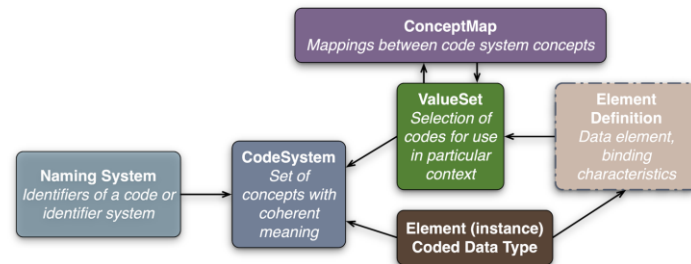 ConceptMap
Mappings between code system concepts
ValueSet
Selection of
codes for use
in particular
context
Element
Definition
Data element,
binding
characteristics
Naming System
Identifiers of a code or
identifier system
CodeSystem
Set of
concepts with
coherent
meaning
Element (instance)
Coded Data Type